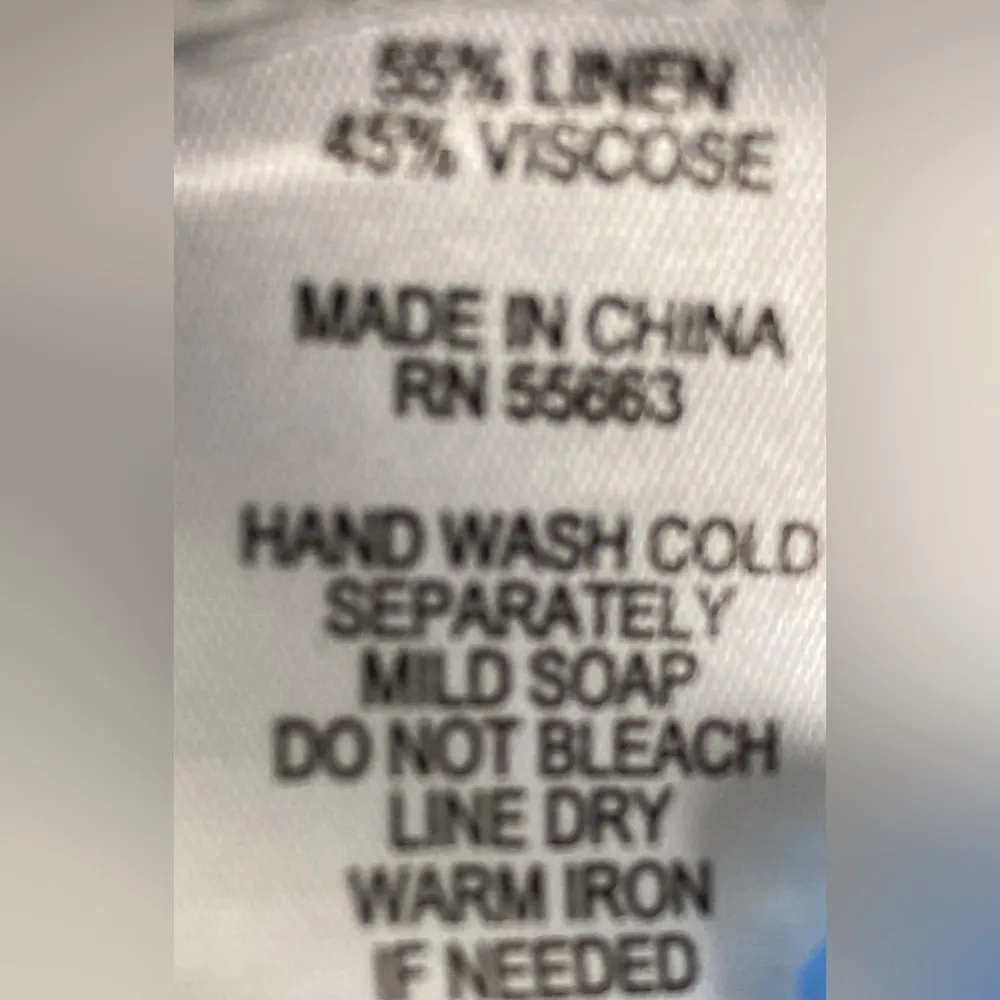 55% LINEN
45% VISCOSE
MADE IN CHINA
RN 55663
HAND WASH COLD
SEPARATELY
MILD SOAP
DO NOT BLEACH
LINE DRY
WARM IRON
IF NEEDED